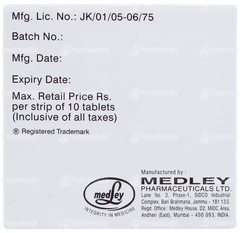 Mfg. Lic. No.: JK/01/05-06/75
Batch No.:
Mfg. Date:
Expiry Date:
Max. Retail Price Rs.
per strip of 10 tablets
(Inclusive of all taxes)
® Registered Trademark
medley
INTEGRITY IN MEDICINE
Manufactured by:
MEDLEY
PHARMACEUTICALS LTD.
Lane No. 3, Phase-1, SIDCO Industrial
Complex, Bari Brahmana, Jammu - 181 133.
Regd. Office : Medley House, D2, MIDC Area,
Andheri (East), Mumbai - 400 093. INDIA